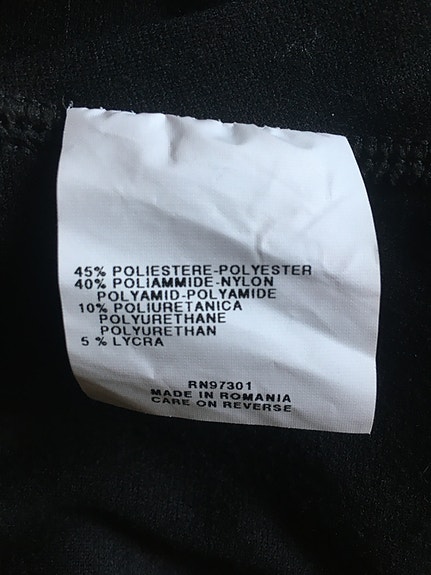 45% POLIESTERE-POLYESTER
40% POLIAMMIDE-NYLON
POLYAMID-POLYAMIDE
10% POLIURETANICA
POLYURETHANE
POLYURETHAN
5 % LYCRA
RN97301
MADE IN ROMANIA
CARE ON REVERSE